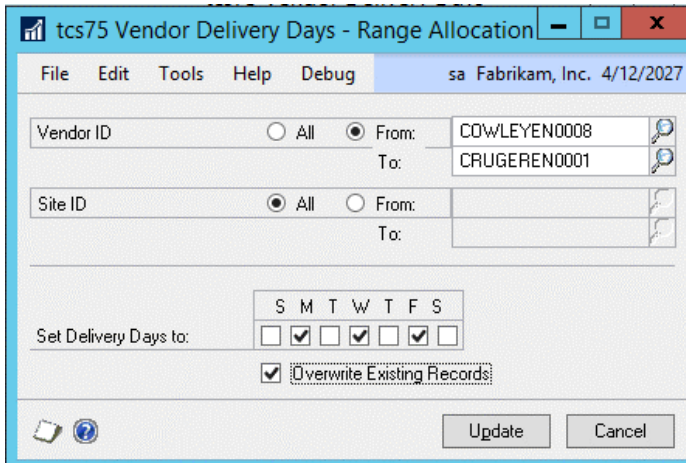 tcs75 Vendor Delivery Days - Range Allocation
File Edit Tools Help Debug sa Fabrikam, Inc. 4/12/2027
Vendor ID All From: COWLEYEN0008
To: CRUGEREN0001
Site ID All From:
To:
S M T W T F S
Set Delivery Days to:
Overwrite Existing Records
Update Cancel